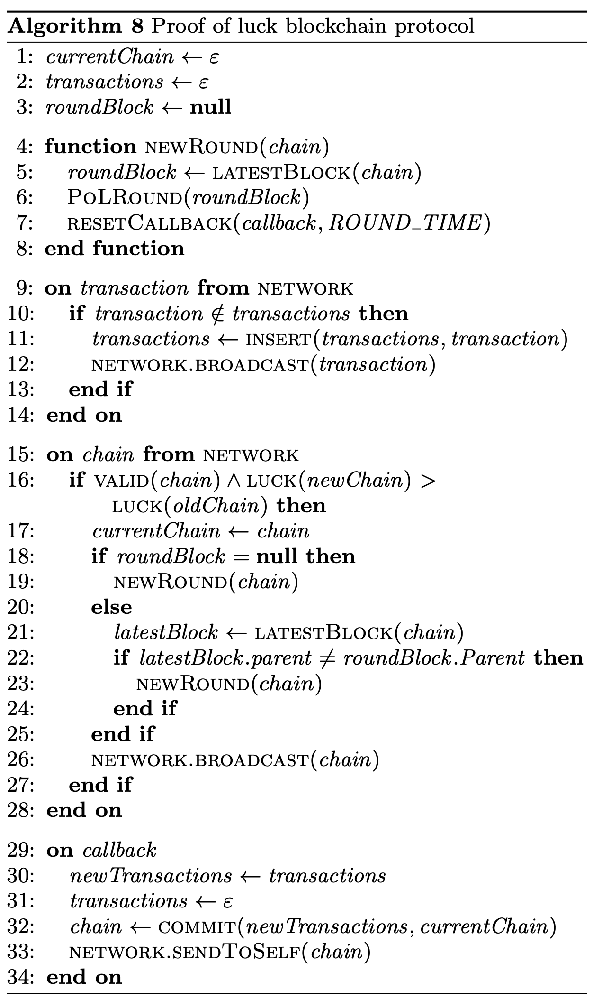 Algorithm 8 Proof of luck blockchain protocol
1: currentChain ← ε
2: transactions ← ε
3: roundBlock ← null
4: function NEWROUND(chain)
5: roundBlock ← LATESTBLOCK(chain)
6: POLROUND(roundBlock)
7: RESETCALLBACK(callback, ROUND_TIME)
8: end function
9: on transaction from NETWORK
10: if transaction ∉ transactions then
11: transactions ← INSERT(transactions, transaction)
12: NETWORK.BROADCAST(transaction)
13: end if
14: end on
15: on chain from NETWORK
16: if VALID(chain) ∧ LUCK(newChain) >
LUCK(oldChain) then
17: currentChain ← chain
18: if roundBlock = null then
19: NEWROUND(chain)
20: else
21: latestBlock ← LATESTBLOCK(chain)
22: if latestBlock.parent ≠ roundBlock.Parent then
23: NEWROUND(chain)
24: end if
25: end if
26: NETWORK.BROADCAST(chain)
27: end if
28: end on
29: on callback
30: newTransactions ← transactions
31: transactions ← ε
32: chain ← COMMIT(newTransactions, currentChain)
33: NETWORK.SENDTOSELF(chain)
34: end on